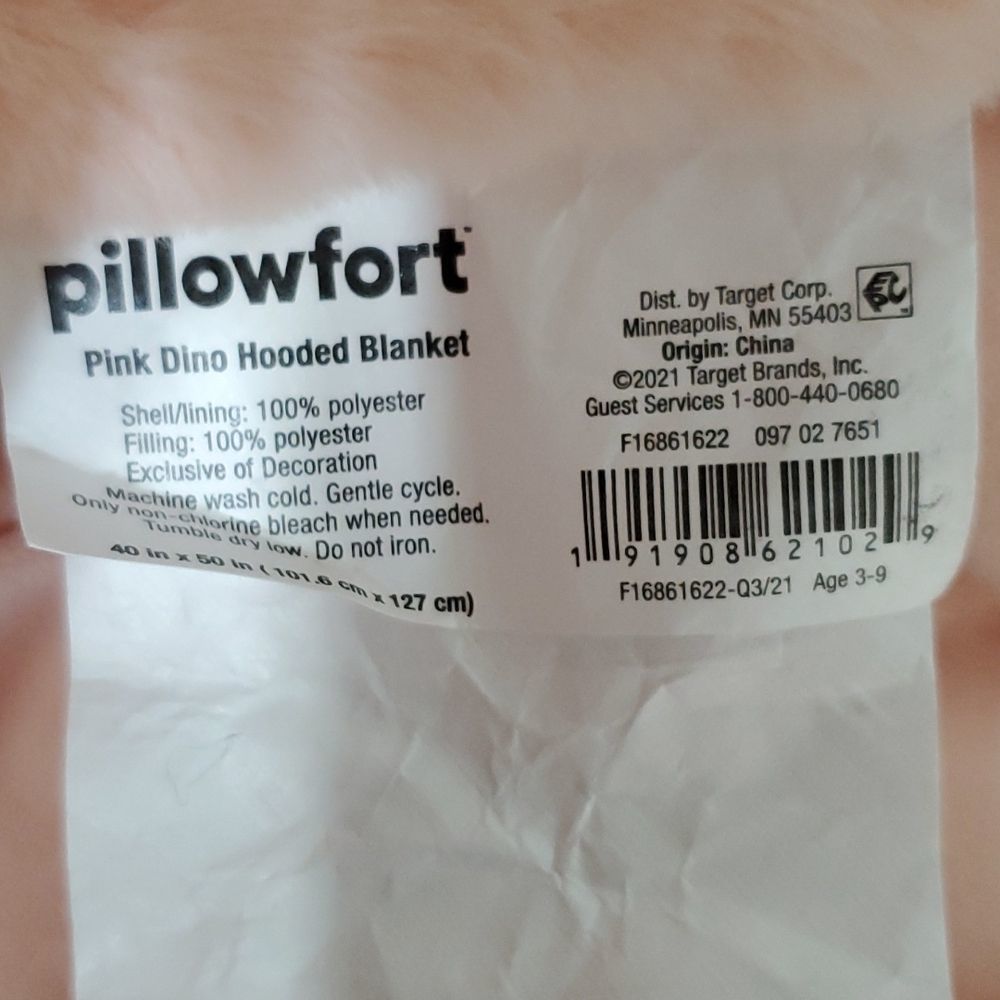 pillowfort™
Pink Dino Hooded Blanket
Shell/lining: 100% polyester
Filling: 100% polyester
Exclusive of Decoration
Machine wash cold. Gentle cycle.
Only non-chlorine bleach when needed.
Tumble dry low. Do not iron.
40 in x 50 in (101.6 cm x 127 cm)
Dist. by Target Corp.
Minneapolis, MN 55403
Origin: China
©2021 Target Brands, Inc.
Guest Services 1-800-440-0680
F16861622 097 02 7651
1 91908 62102 9
F16861622-Q3/21 Age 3-9